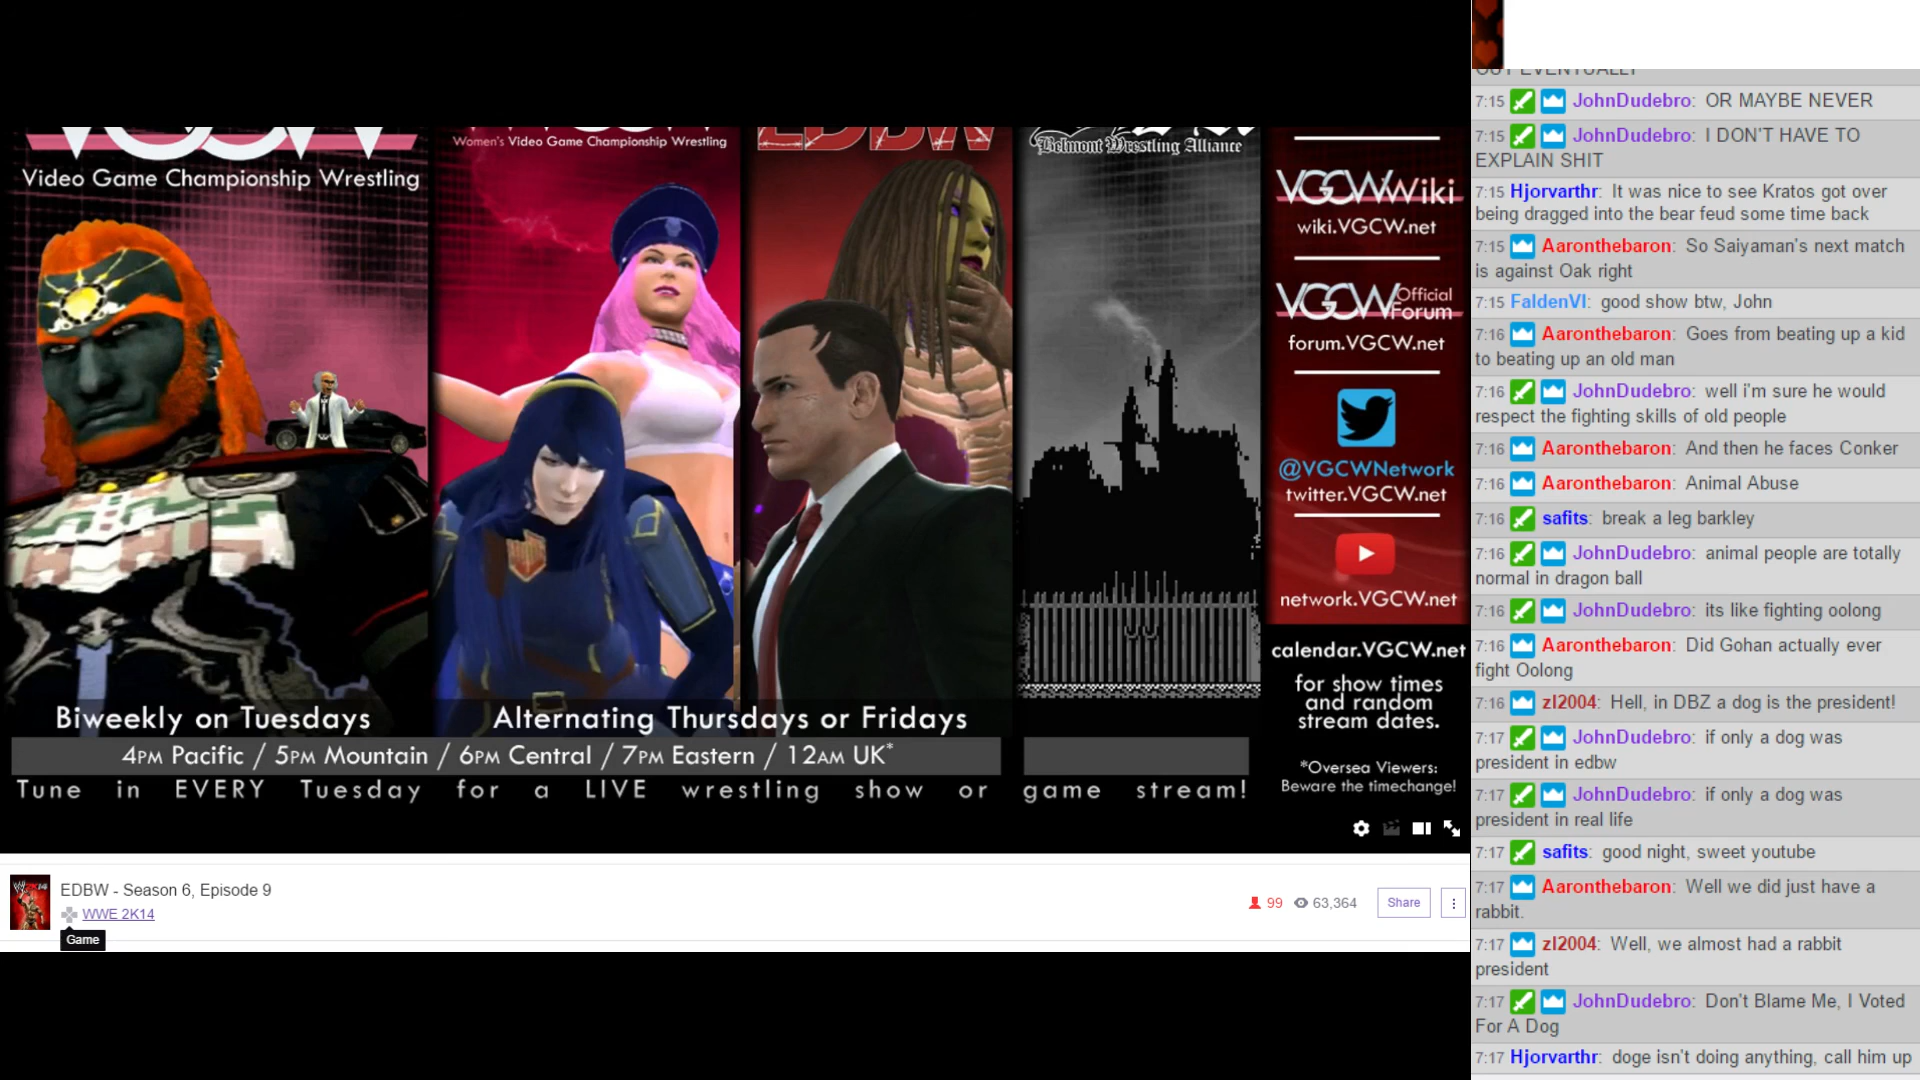 VGCW
Video Game Championship Wrestling
Women's Video Game Championship Wrestling
EDBW
Belmont Wrestling Alliance
VGCWWiki
wiki.VGCW.net
VGCW Official Forum
forum.VGCW.net
@VGCWNetwork
twitter.VGCW.net
network.VGCW.net
calendar.VGCW.net
for show times
and random
stream dates.
*Oversea Viewers:
Beware the timechange!
Biweekly on Tuesdays
Alternating Thursdays or Fridays
4PM Pacific / 5PM Mountain / 6PM Central / 7PM Eastern / 12AM UK*
Tune in EVERY Tuesday for a LIVE wrestling show or game stream!
EDBW - Season 6, Episode 9
WWE 2K14
Game
99
63,364
Share
OUT EVENTUALLY
7:15 JohnDudebro: OR MAYBE NEVER
7:15 JohnDudebro: I DON'T HAVE TO
EXPLAIN SHIT
7:15 Hjorvarthr: It was nice to see Kratos got over
being dragged into the bear feud some time back
7:15 Aaronthebaron: So Saiyaman's next match
is against Oak right
7:15 FaldenVI: good show btw, John
7:16 Aaronthebaron: Goes from beating up a kid
to beating up an old man
7:16 JohnDudebro: well i'm sure he would
respect the fighting skills of old people
7:16 Aaronthebaron: And then he faces Conker
7:16 Aaronthebaron: Animal Abuse
7:16 safits: break a leg barkley
7:16 JohnDudebro: animal people are totally
normal in dragon ball
7:16 JohnDudebro: its like fighting oolong
7:16 Aaronthebaron: Did Gohan actually ever
fight Oolong
7:16 zl2004: Hell, in DBZ a dog is the president!
7:17 JohnDudebro: if only a dog was
president in edbw
7:17 JohnDudebro: if only a dog was
president in real life
7:17 safits: good night, sweet youtube
7:17 Aaronthebaron: Well we did just have a
rabbit.
7:17 zl2004: Well, we almost had a rabbit
president
7:17 JohnDudebro: Don't Blame Me, I Voted
For A Dog
7:17 Hjorvarthr: doge isn't doing anything, call him up